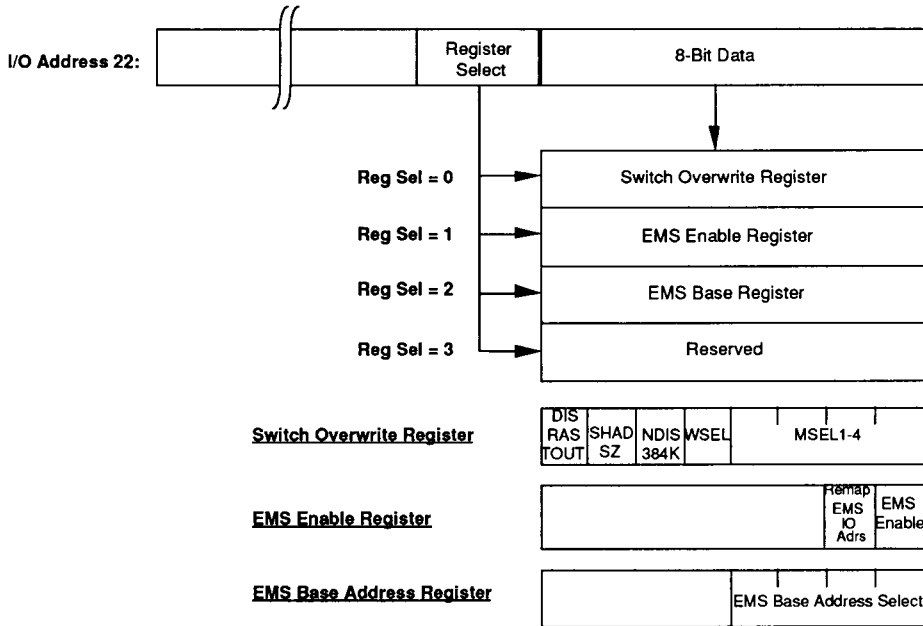 I/O Address 22:
Register
Select
8-Bit Data
Reg Sel = 0
Switch Overwrite Register
Reg Sel = 1
EMS Enable Register
Reg Sel = 2
EMS Base Register
Reg Sel = 3
Reserved
Switch Overwrite Register
DIS
RAS
TOUT
SHAD
SZ
NDIS
384K
WSEL
MSEL1-4
EMS Enable Register
Remap
EMS
IO
Adrs
EMS
Enable
EMS Base Address Register
EMS Base Address Select